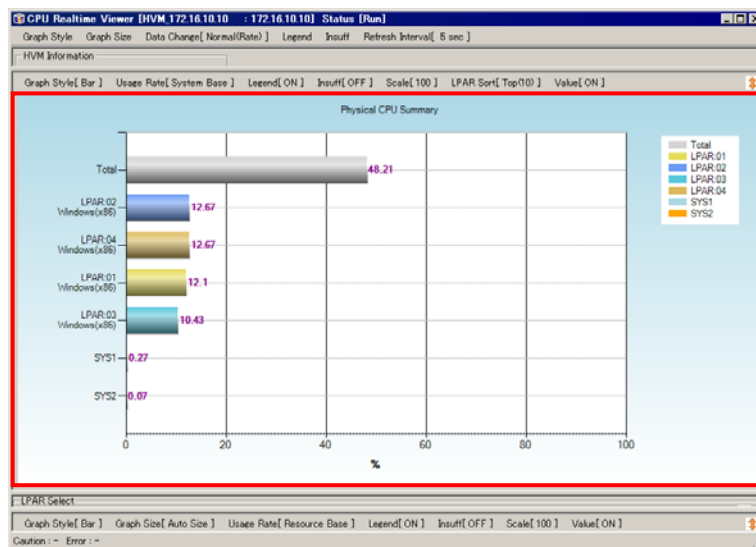 CPU Realtime Viewer [HVM_172.16.10.10 : 172.16.10.10] Status [Run]
Graph Style Graph Size Data Change[ Normal(Rate) ] Legend Insuff Refresh Interval[ 5 sec ]
HVM Information
Graph Style[ Bar ] Usage Rate[ System Base ] Legend[ ON ] Insuff[ OFF ] Scale[ 100 ] LPAR Sort[ Top(10) ] Value[ ON ]
Physical CPU Summary
Total
48.21
LPAR:02
Windows(x86)
12.67
LPAR:04
Windows(x86)
12.67
LPAR:01
Windows(x86)
12.1
LPAR:03
Windows(x86)
10.43
SYS1
0.27
SYS2
0.07
0 20 40 60 80 100
%
Total
LPAR:01
LPAR:02
LPAR:03
LPAR:04
SYS1
SYS2
LPAR Select
Graph Style[ Bar ] Graph Size[ Auto Size ] Usage Rate[ Resource Base ] Legend[ ON ] Insuff[ OFF ] Scale[ 100 ] Value[ ON ]
Caution : - Error : -